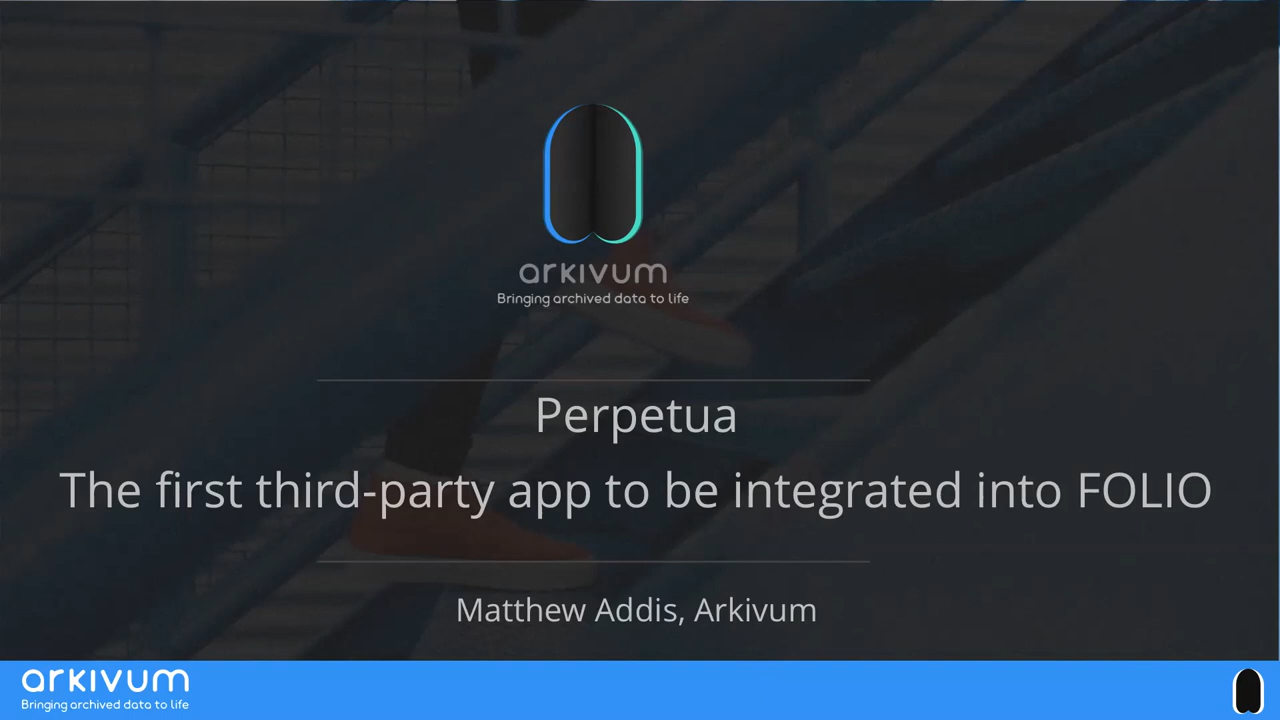 arkivum
Bringing archived data to life
Perpetua
The first third-party app to be integrated into FOLIO
Matthew Addis, Arkivum
arkivum
Bringing archived data to life